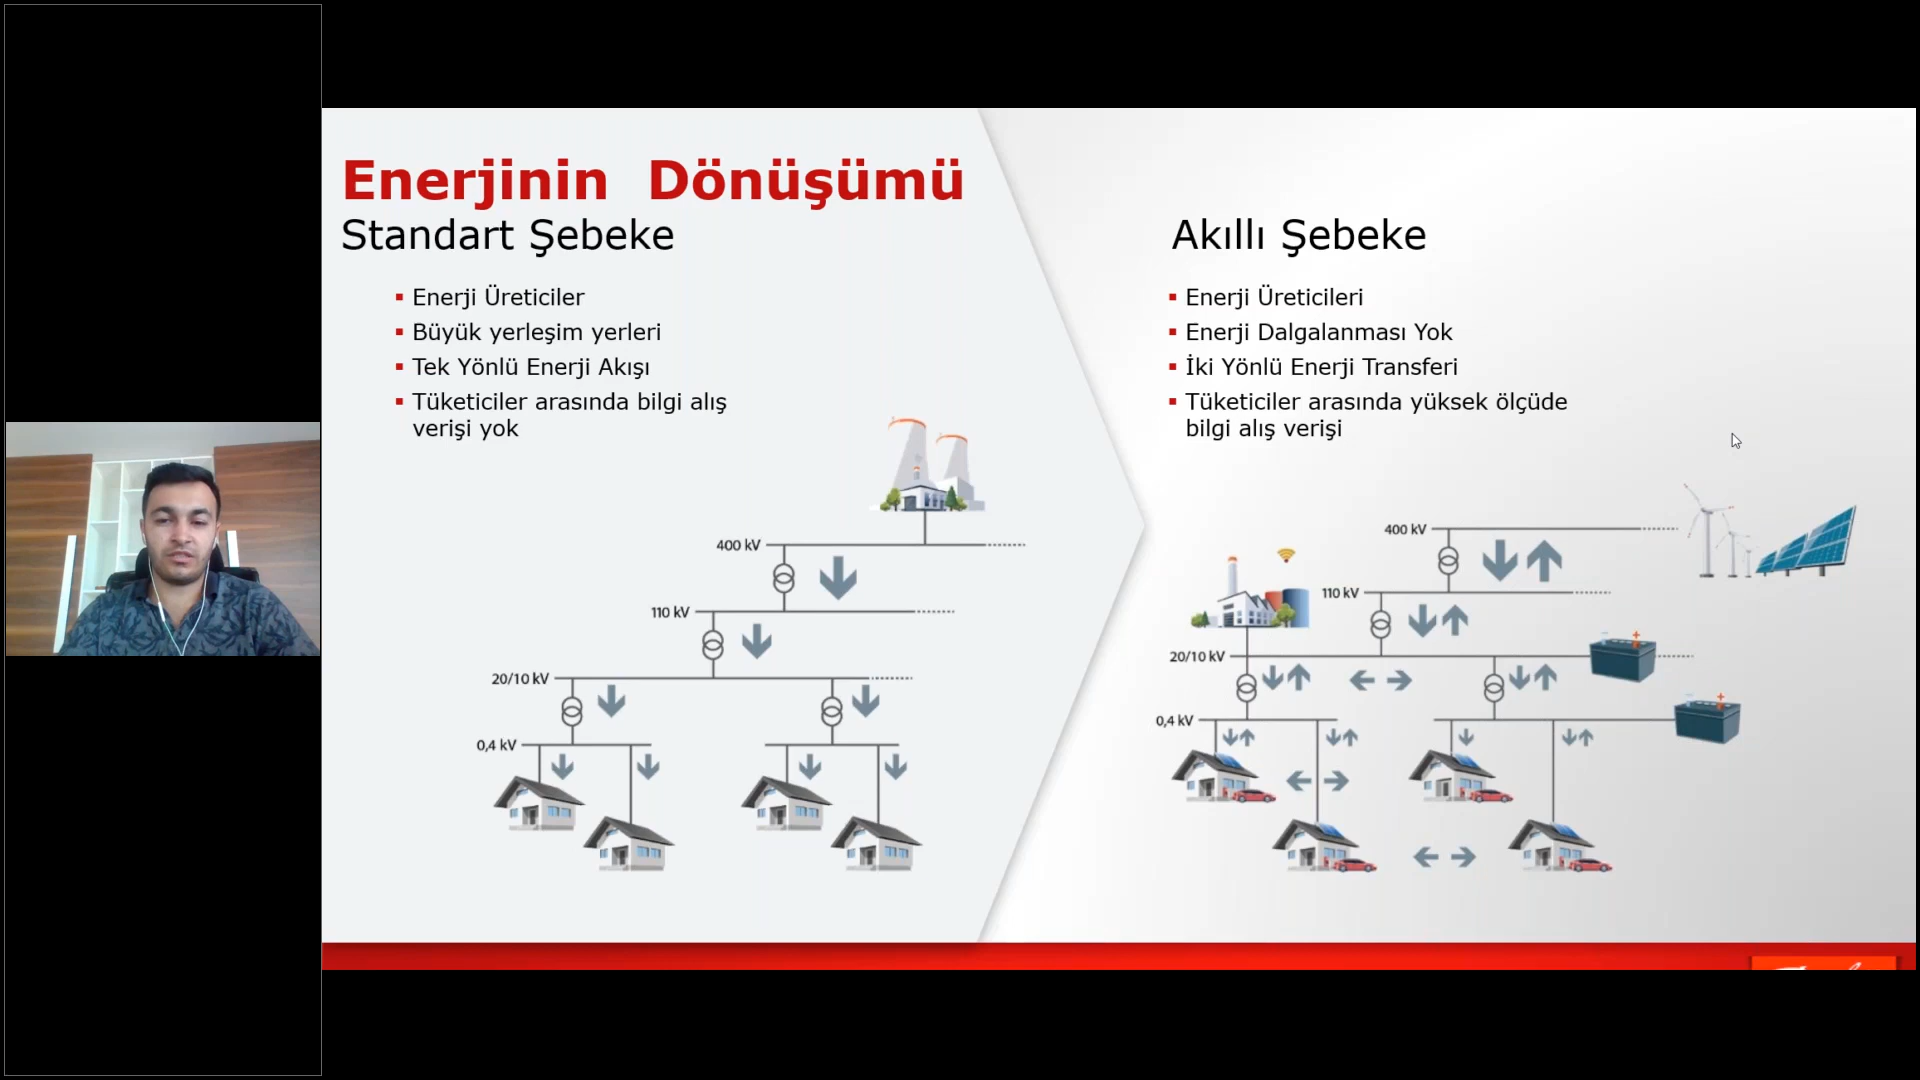 Enerjinin Dönüşümü
Standart Şebeke
Enerji Üreticiler
Büyük yerleşim yerleri
Tek Yönlü Enerji Akışı
Tüketiciler arasında bilgi alış
verişi yok
400 kV
110 kV
20/10 kV
0,4 kV
Akıllı Şebeke
Enerji Üreticileri
Enerji Dalgalanması Yok
İki Yönlü Enerji Transferi
Tüketiciler arasında yüksek ölçüde
bilgi alış verişi
400 kV
110 kV
20/10 kV
0,4 kV